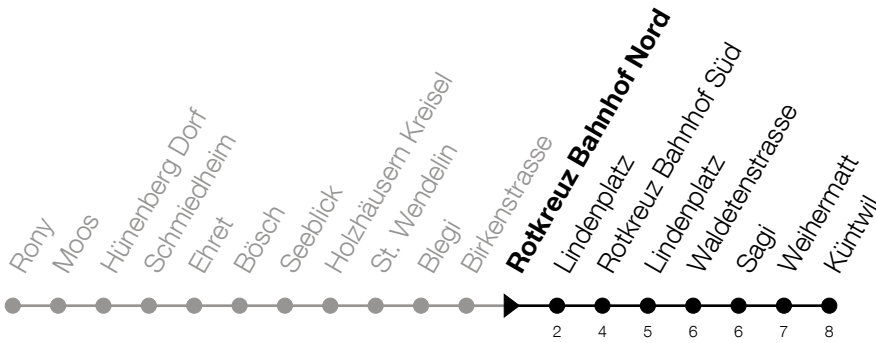 Rony
Moos
Hünenberg Dorf
Schmiedheim
Ehret
Bösch
Seeblick
Holzhäusern Kreisel
St. Wendelin
Blegi
Birkenstrasse
Rotkreuz Bahnhof Nord
Lindenplatz
Rotkreuz Bahnhof Süd
Lindenplatz
Waldetenstrasse
Sagi
Weihermatt
Küntwil
2 4 5 6 6 7 8